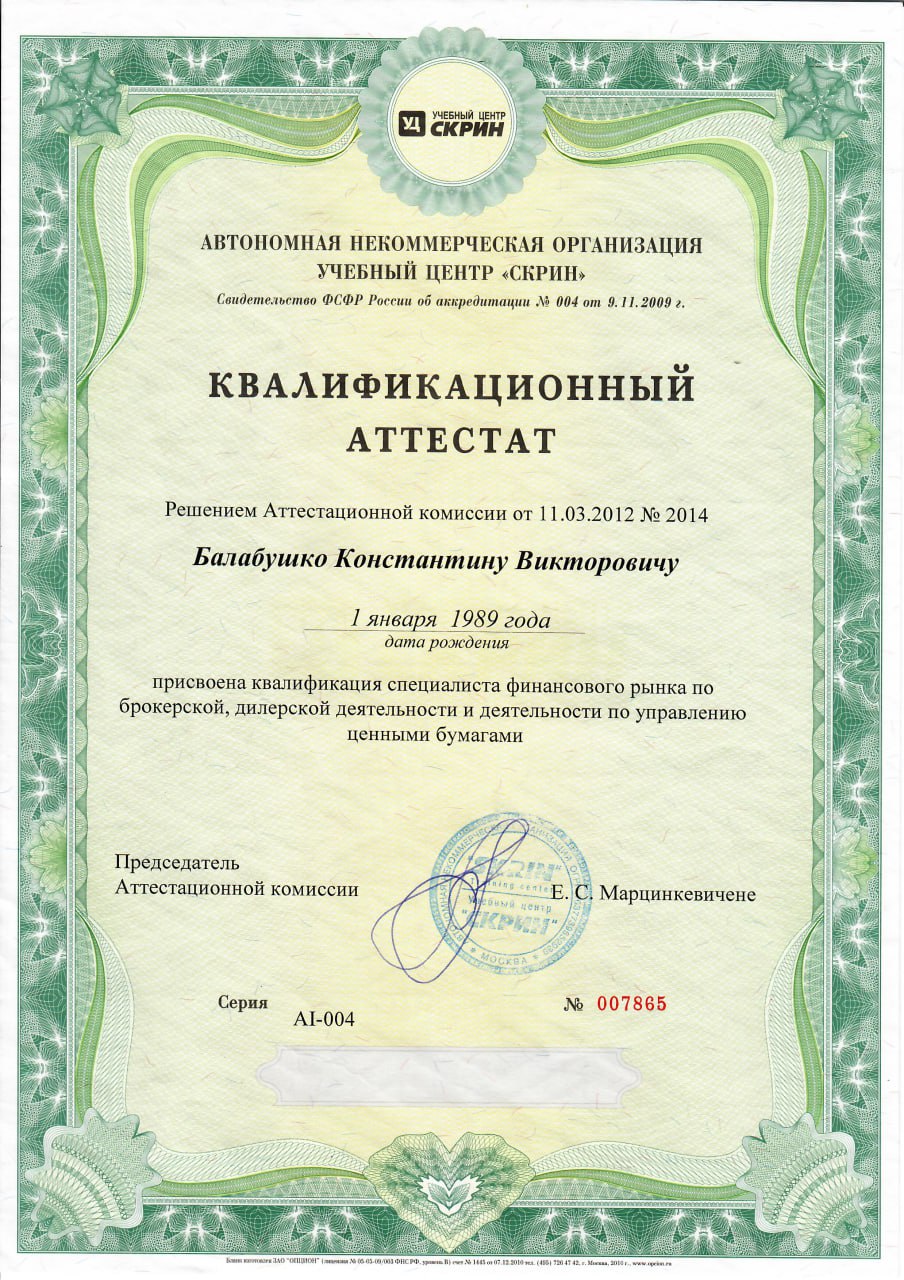 УЧЕБНЫЙ ЦЕНТР
УЦ СКРИН
АВТОНОМНАЯ НЕКОММЕРЧЕСКАЯ ОРГАНИЗАЦИЯ
УЧЕБНЫЙ ЦЕНТР «СКРИН»
Свидетельство ФСФР России об аккредитации № 004 от 9.11.2009 г.
КВАЛИФИКАЦИОННЫЙ
АТТЕСТАТ
Решением Аттестационной комиссии от 11.03.2012 № 2014
Балабушко Константину Викторовичу
1 января 1989 года
дата рождения
присвоена квалификация специалиста финансового рынка по
брокерской, дилерской деятельности и деятельности по управлению
ценными бумагами
Председатель
Аттестационной комиссии
"SKRIN"
Training center
Учебный центр
"СКРИН"
* МОСКВА *
Е. С. Марцинкевичене
Серия
AI-004
№ 007865
Бланк изготовлен ЗАО "ОПЦИОН" (лицензия № 05-05-09/003 ФНС РФ, уровень В) счет № 1445 от 07.12.2010 тел. (495) 726 47 42, г. Москва, 2010 г., www.opcion.ru